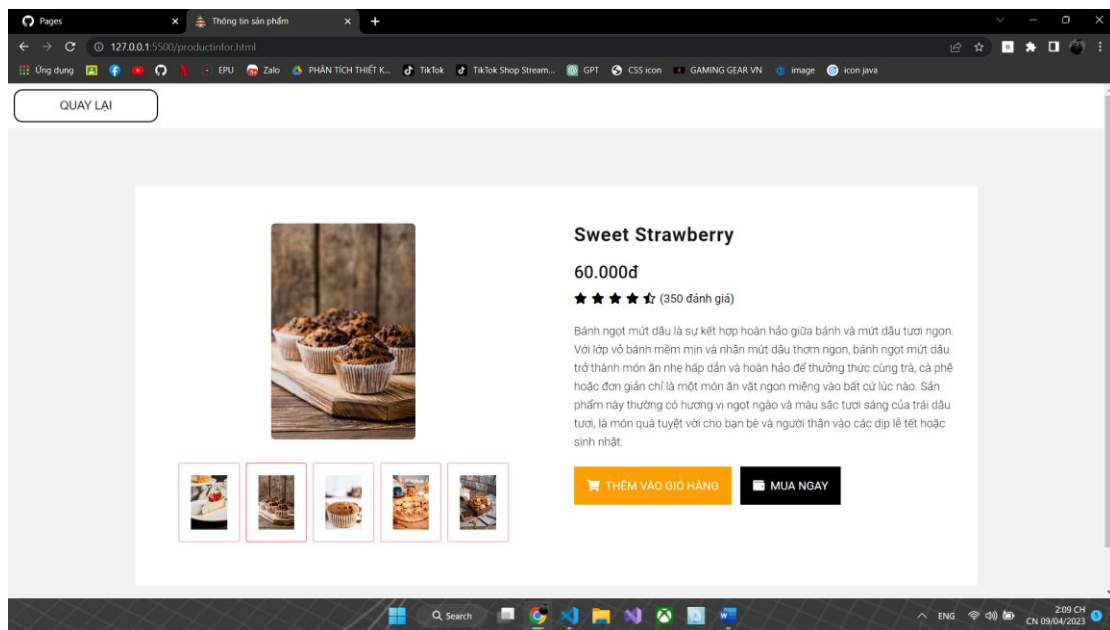 Pages
Thông tin sản phẩm
127.0.0.1:5500/productinfor.html
Ứng dụng
EPU
Zalo
PHÂN TÍCH THIẾT K...
TikTok
TikTok Shop Stream...
GPT
CSS icon
GAMING GEAR VN
image
icon java
QUAY LẠI
Sweet Strawberry
60.000đ
(350 đánh giá)
Bánh ngọt mứt dâu là sự kết hợp hoàn hảo giữa bánh và mứt dâu tươi ngon.
Với lớp vỏ bánh mềm mịn và nhân mứt dâu thơm ngon, bánh ngọt mứt dâu
trở thành món ăn nhẹ hấp dẫn và hoàn hảo để thưởng thức cùng trà, cà phê
hoặc đơn giản chỉ là một món ăn vặt ngon miệng vào bất cứ lúc nào. Sản
phẩm này thường có hương vị ngọt ngào và màu sắc tươi sáng của trái dâu
tươi, là món quà tuyệt vời cho bạn bè và người thân vào các dịp lễ tết hoặc
sinh nhật.
THÊM VÀO GIỎ HÀNG
MUA NGAY
Search
ENG
2:09 CH
CN 09/04/2023